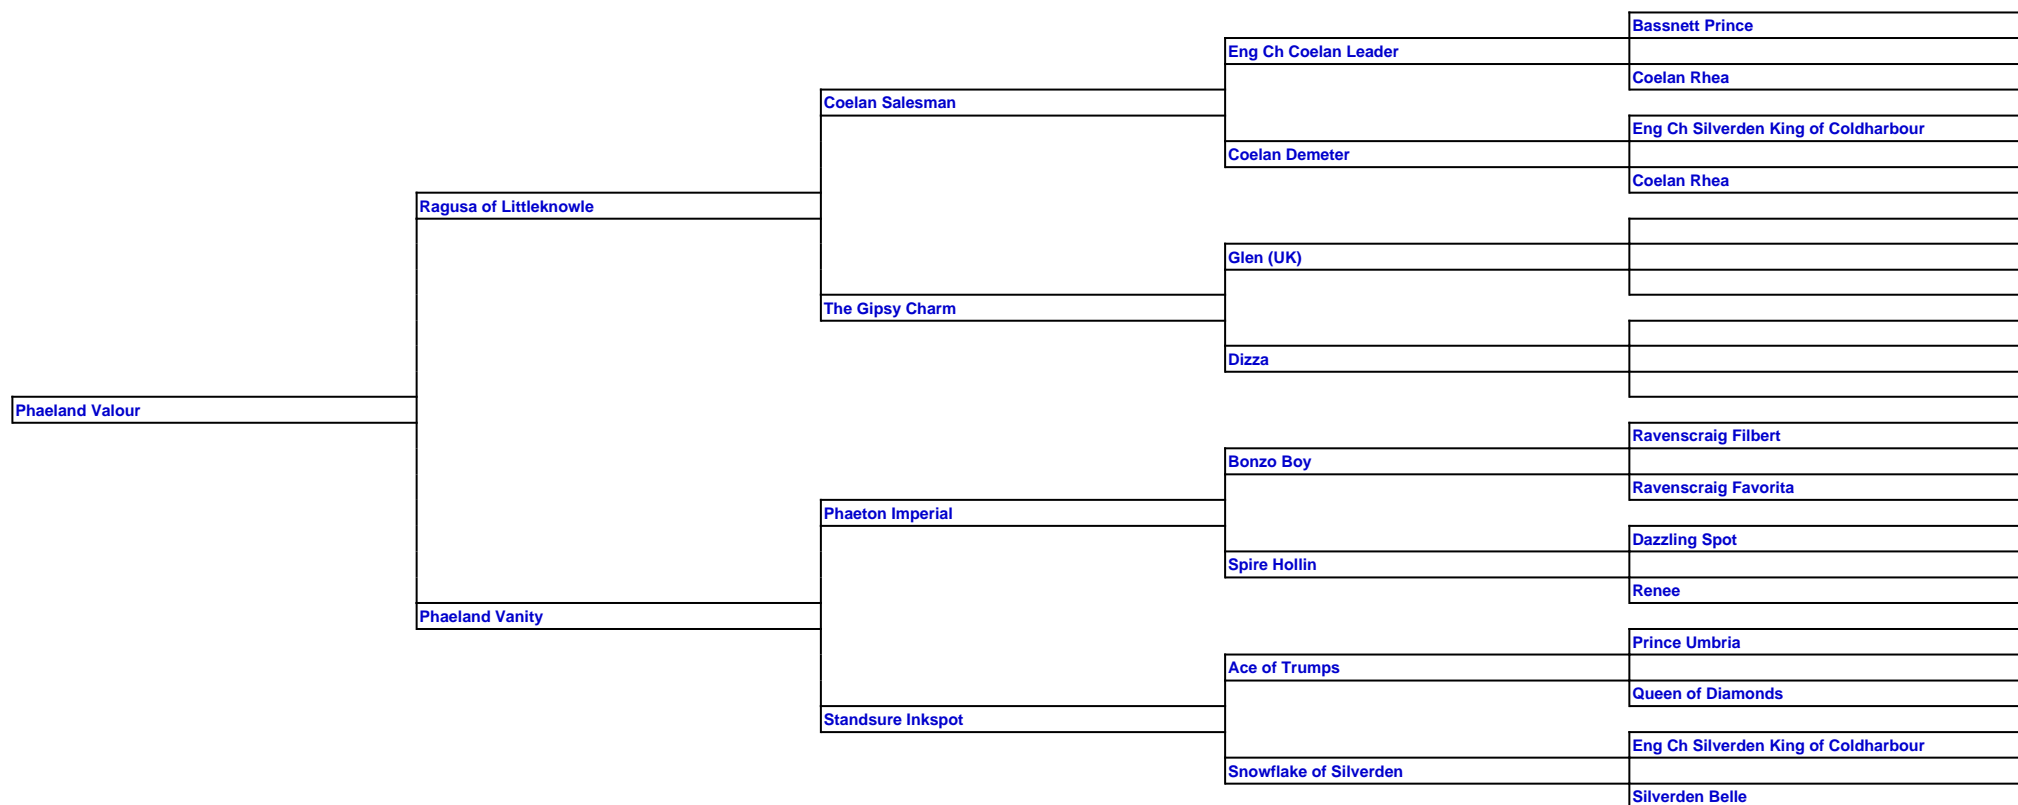 Bassnett Prince
Eng Ch Coelan Leader
Coelan Rhea
Coelan Salesman
Eng Ch Silverden King of Coldharbour
Coelan Demeter
Coelan Rhea
Ragusa of Littleknowle
Glen (UK)
The Gipsy Charm
Dizza
Phaeland Valour
Ravenscraig Filbert
Bonzo Boy
Ravenscraig Favorita
Phaeton Imperial
Dazzling Spot
Spire Hollin
Renee
Phaeland Vanity
Prince Umbria
Ace of Trumps
Queen of Diamonds
Standsure Inkspot
Eng Ch Silverden King of Coldharbour
Snowflake of Silverden
Silverden Belle